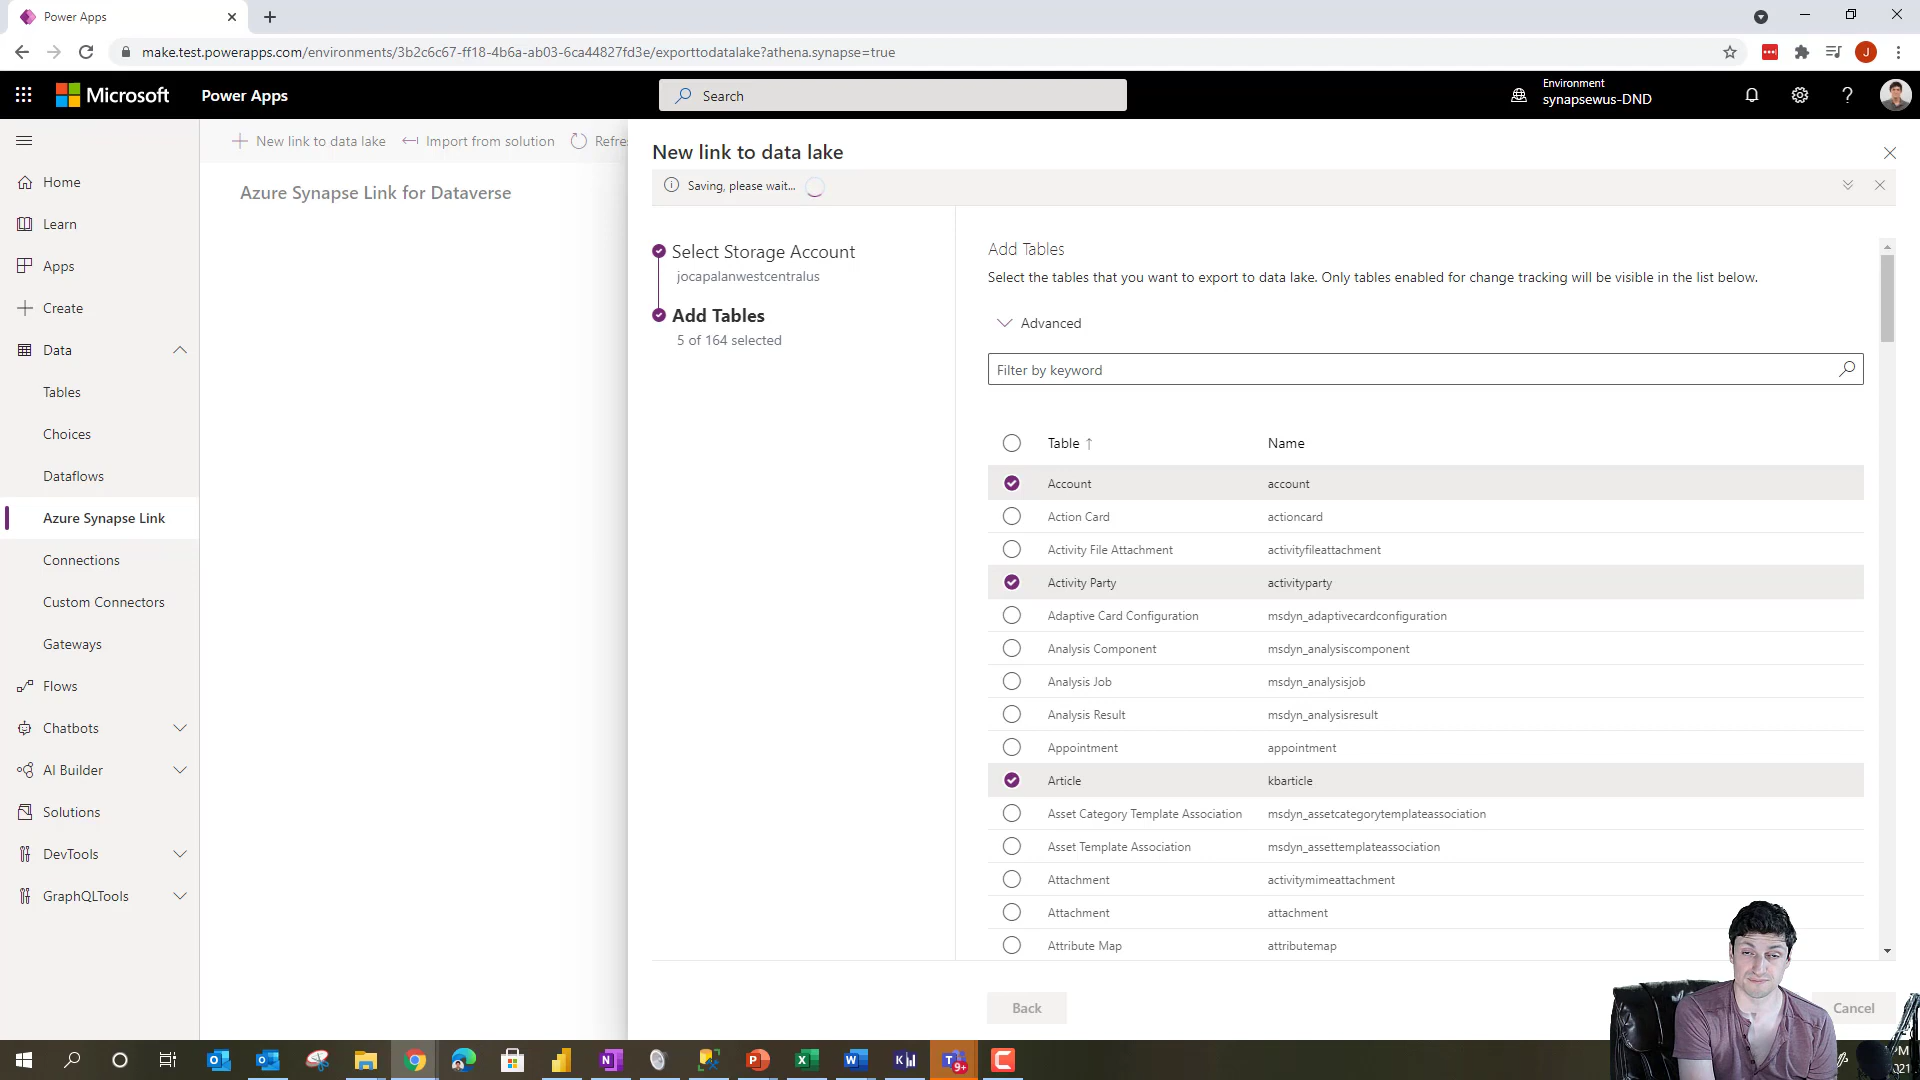 Power Apps
make.test.powerapps.com/environments/3b2c6c67-ff18-4b6a-ab03-6ca44827fd3e/exporttodatalake?athena.synapse=true
J
Microsoft
Power Apps
Search
Environment
synapsewus-DND
New link to data lake
Import from solution
Refre
Azure Synapse Link for Dataverse
Home
Learn
Apps
Create
Data
Tables
Choices
Dataflows
Azure Synapse Link
Connections
Custom Connectors
Gateways
Flows
Chatbots
AI Builder
Solutions
DevTools
GraphQLTools
New link to data lake
Saving, please wait...
Select Storage Account
jocapalanwestcentralus
Add Tables
5 of 164 selected
Add Tables
Select the tables that you want to export to data lake. Only tables enabled for change tracking will be visible in the list below.
Advanced
Filter by keyword
Table ↑ Name
Account account
Action Card actioncard
Activity File Attachment activityfileattachment
Activity Party activityparty
Adaptive Card Configuration msdyn_adaptivecardconfiguration
Analysis Component msdyn_analysiscomponent
Analysis Job msdyn_analysisjob
Analysis Result msdyn_analysisresult
Appointment appointment
Article kbarticle
Asset Category Template Association msdyn_assetcategorytemplateassociation
Asset Template Association msdyn_assettemplateassociation
Attachment activitymimeattachment
Attachment attachment
Attribute Map attributemap
Back
Cancel
9+
PM
021